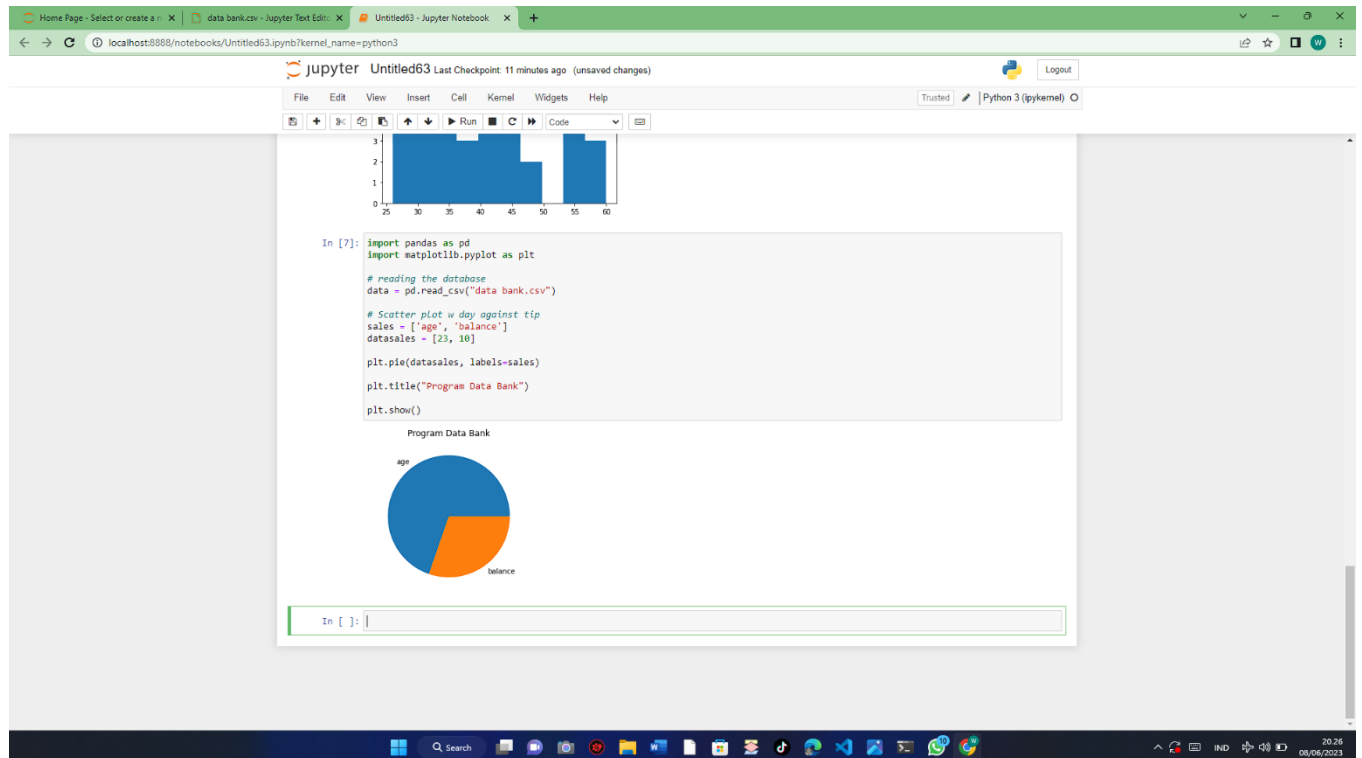 Home Page - Select or create a n
data bank.csv - Jupyter Text Edito
Untitled63 - Jupyter Notebook
localhost:8888/notebooks/Untitled63.ipynb?kernel_name=python3
W
jupyter Untitled63 Last Checkpoint: 11 minutes ago (unsaved changes)
Logout
File Edit View Insert Cell Kernel Widgets Help
Trusted Python 3 (ipykernel)
Run Code
3
2
1
0
25 30 35 40 45 50 55 60
In [7]: import pandas as pd
import matplotlib.pyplot as plt
# reading the database
data = pd.read_csv("data bank.csv")
# Scatter plot w day against tip
sales = ['age', 'balance']
datasales = [23, 10]
plt.pie(datasales, labels=sales)
plt.title("Program Data Bank")
plt.show()
Program Data Bank
age
balance
In [ ]:
Search
10
W
IND
20.26
08/06/2023